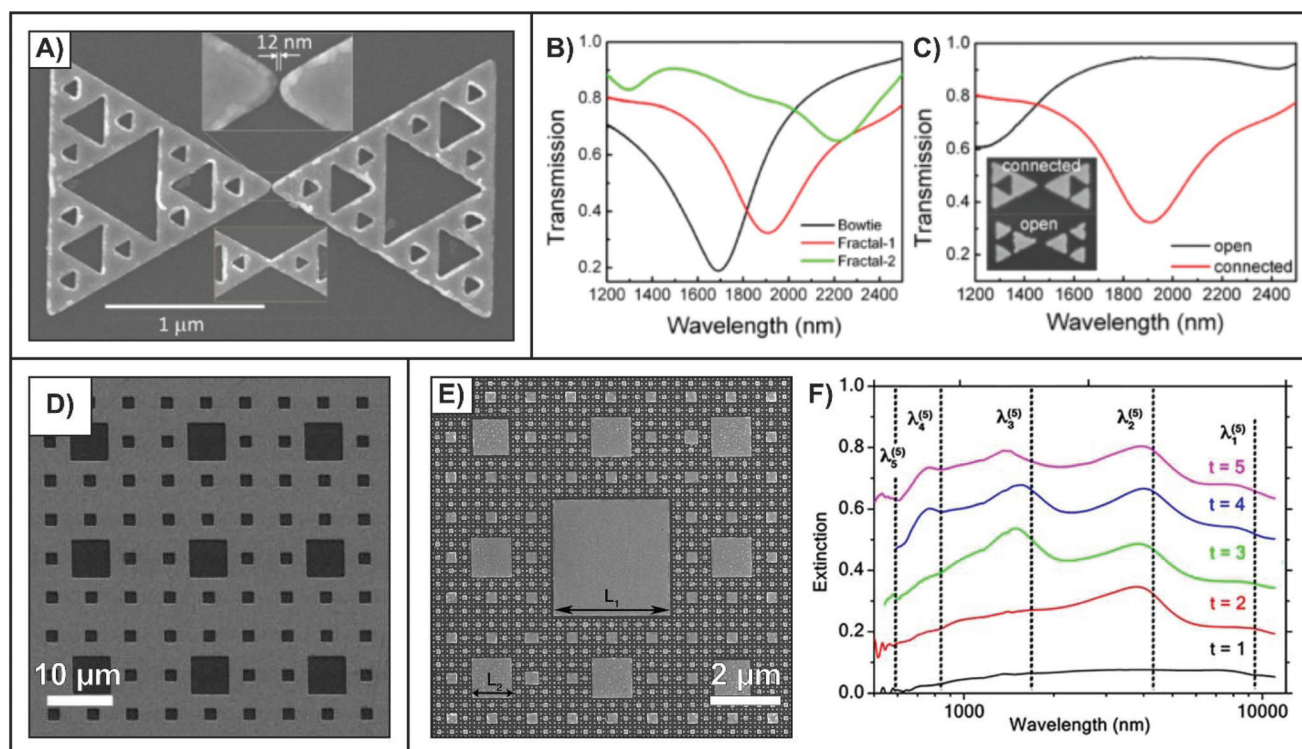 A)
12 nm
1 µm
B)
Transmission
1.0
0.8
0.6
0.4
0.2
Bowtie
Fractal-1
Fractal-2
1200 1400 1600 1800 2000 2200 2400
Wavelength (nm)
C)
Transmission
1.0
0.8
0.6
0.4
0.2
connected
open
open
connected
1200 1400 1600 1800 2000 2200 2400
Wavelength (nm)
D)
10 µm
E)
L₁
L₂
2 µm
F)
Extinction
1.0
0.8
0.6
0.4
0.2
0.0
λ₅⁽⁵⁾
λ₄⁽⁵⁾
λ₃⁽⁵⁾
λ₂⁽⁵⁾
λ₁⁽⁵⁾
t = 5
t = 4
t = 3
t = 2
t = 1
1000 10000
Wavelength (nm)